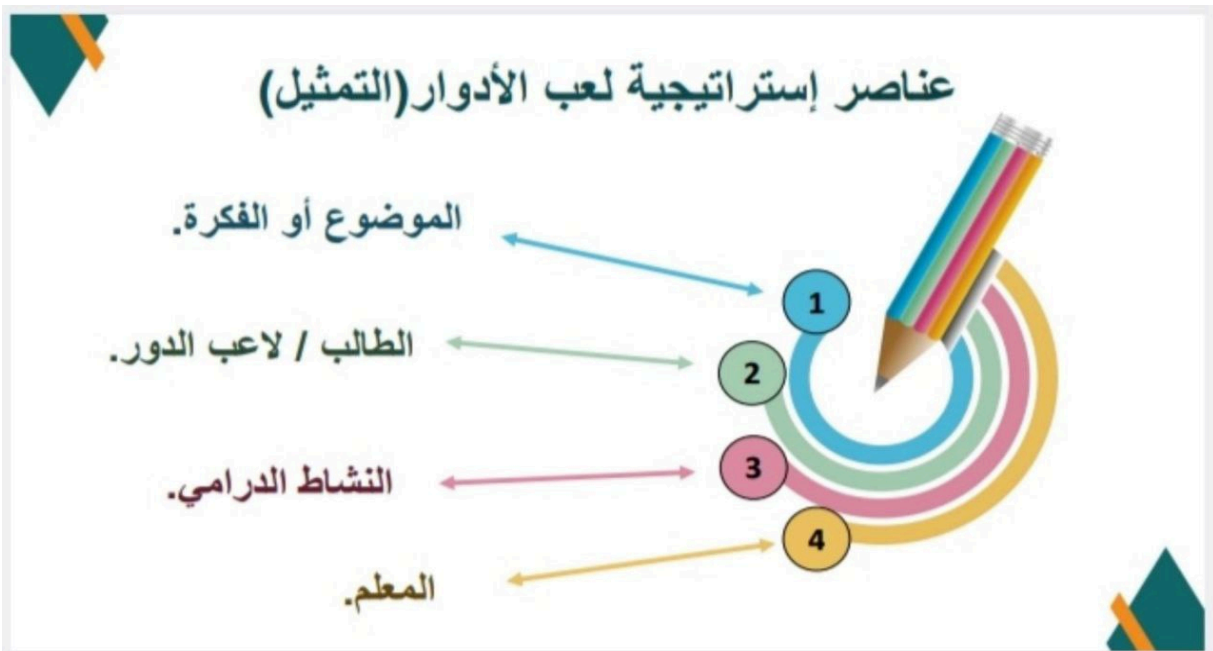 عناصر إستراتيجية لعب الأدوار(التمثيل)
1
الموضوع أو الفكرة.
2
الطالب / لاعب الدور.
3
النشاط الدرامي.
4
المعلم.